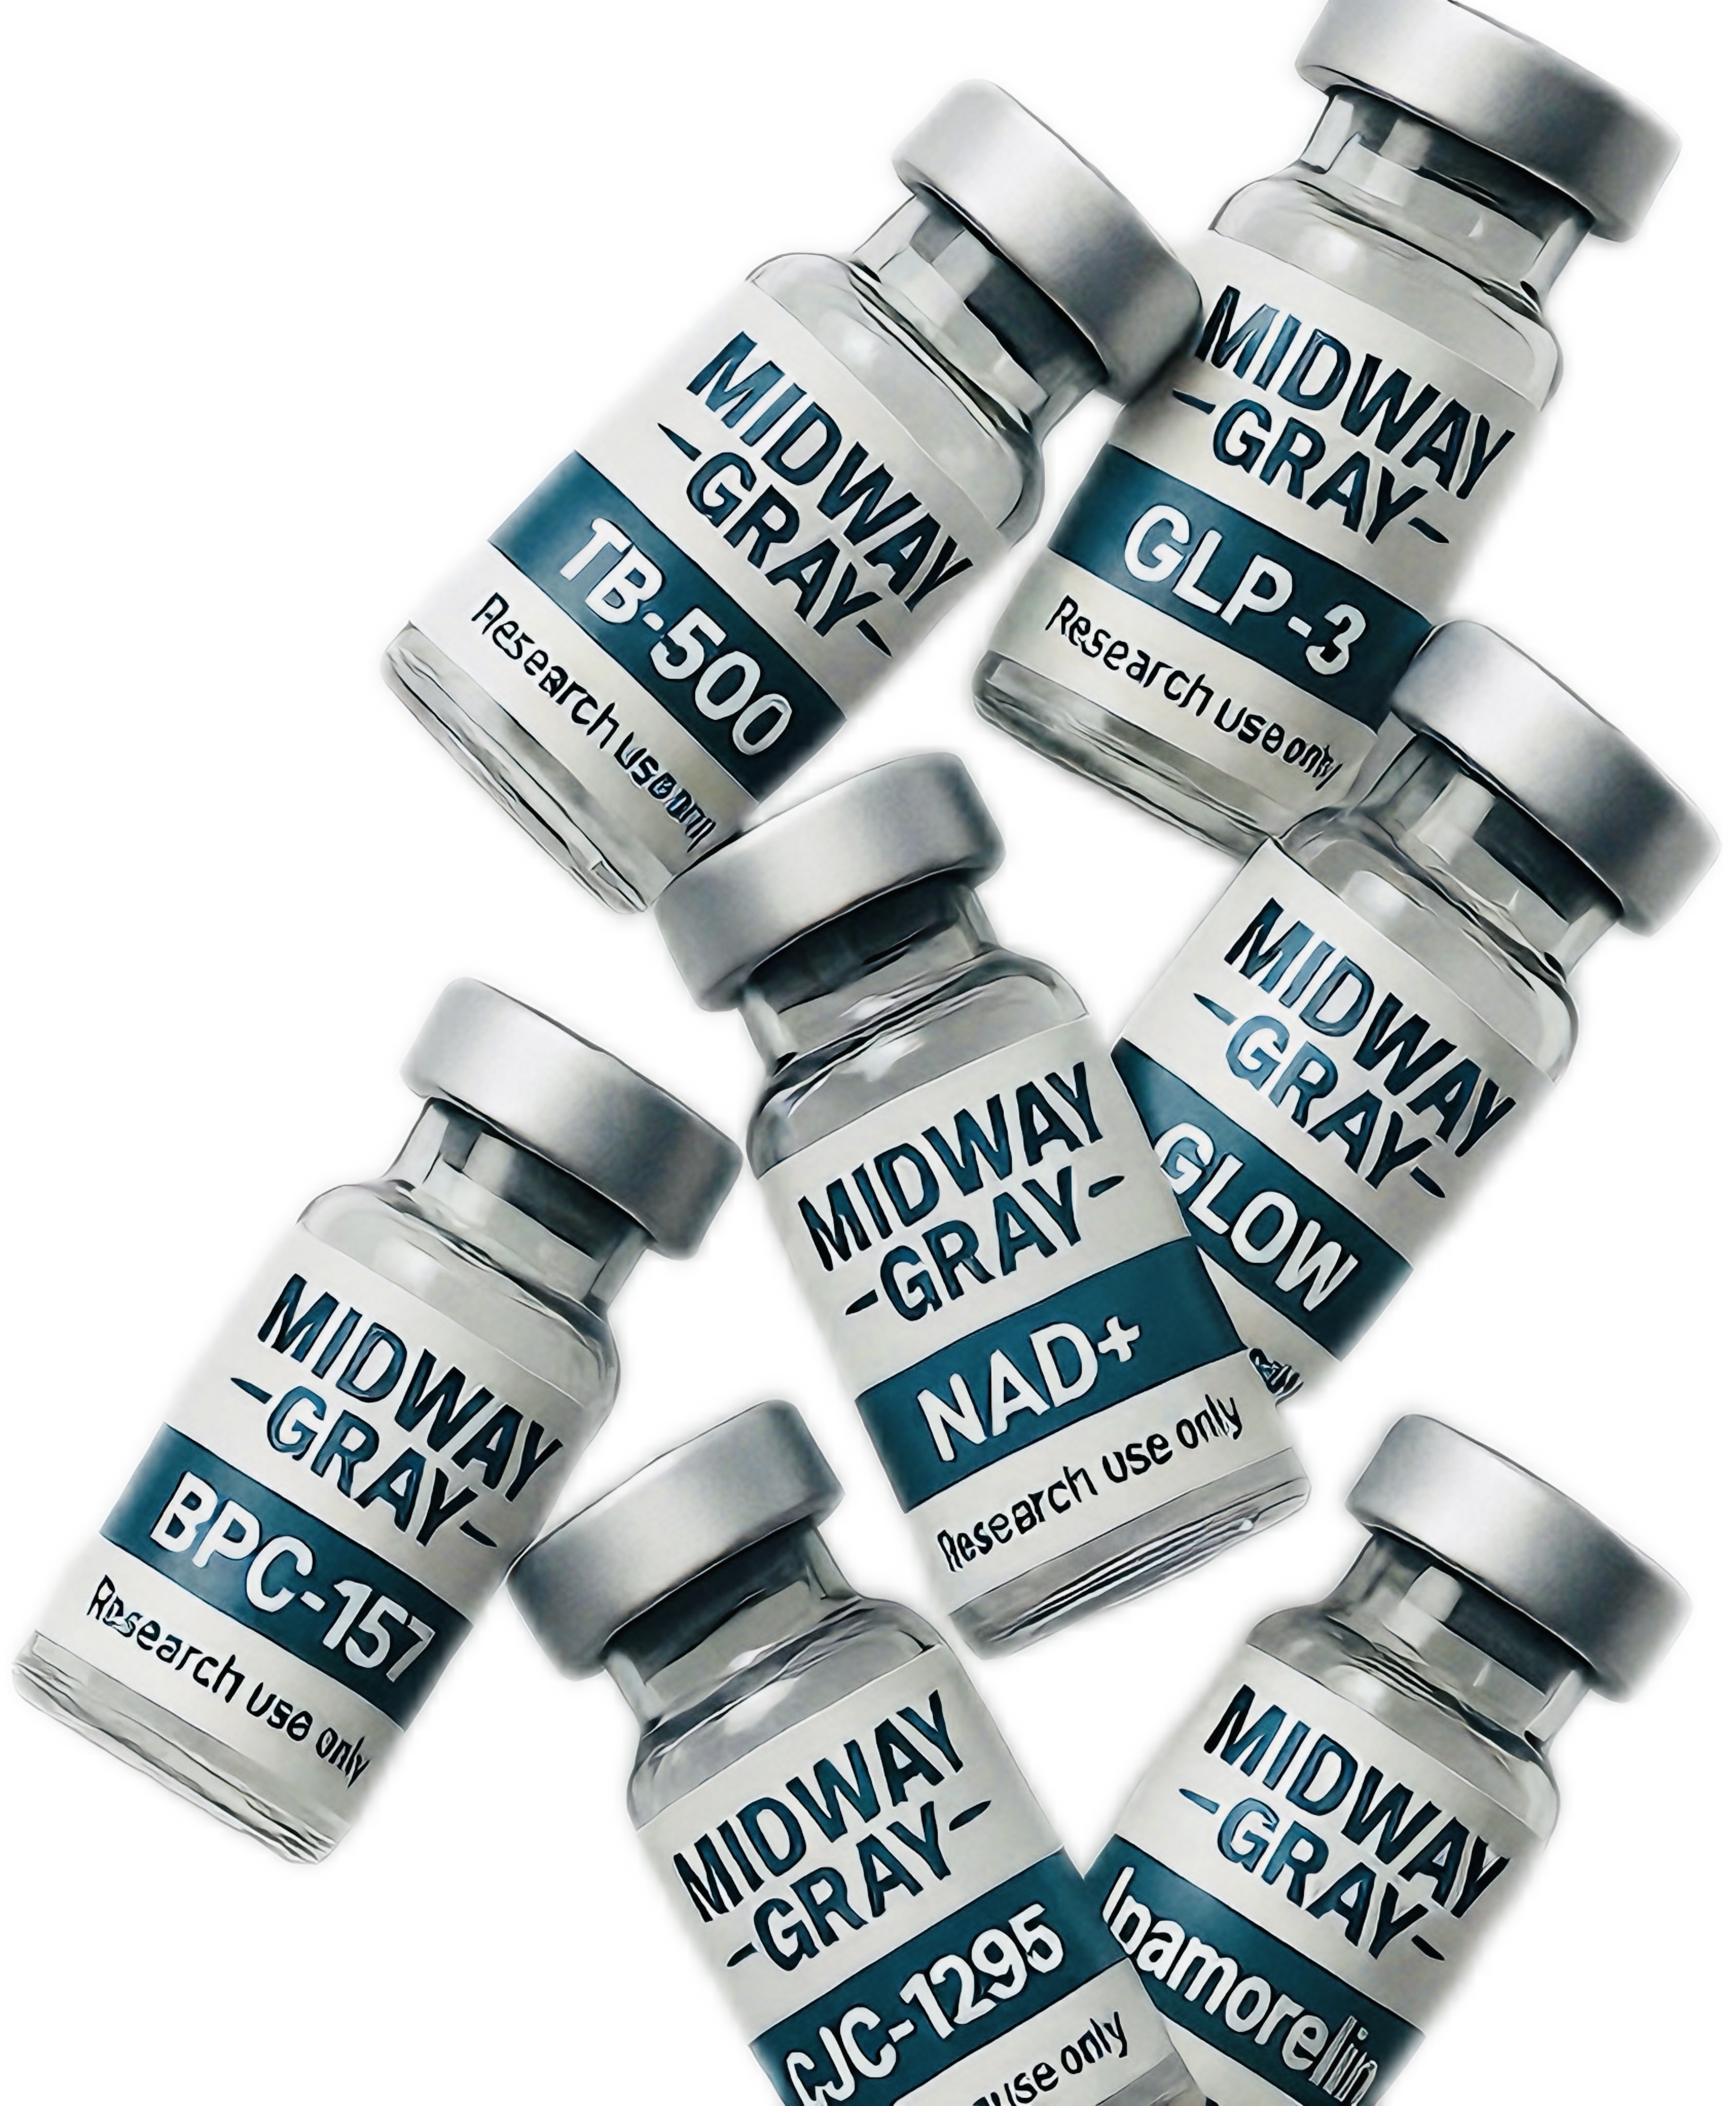 MIDWAY
-GRAY-
TB-500
Research use only
MIDWAY
-GRAY-
GLP-3
Research use only
MIDWAY
-GRAY-
GLOW
MIDWAY
-GRAY-
NAD+
Research use only
MIDWAY
-GRAY-
BPC-157
Research use only
MIDWAY
-GRAY-
CJC-1295
use only
MIDWAY
-GRAY-
Ipamorelin